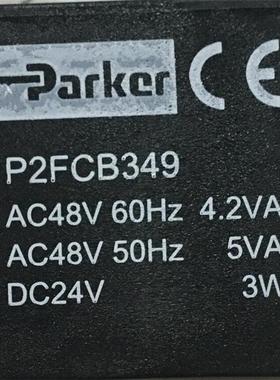 Parker CE
P2FCB349
AC48V 60Hz 4.2VA
AC48V 50Hz 5VA
DC24V 3W